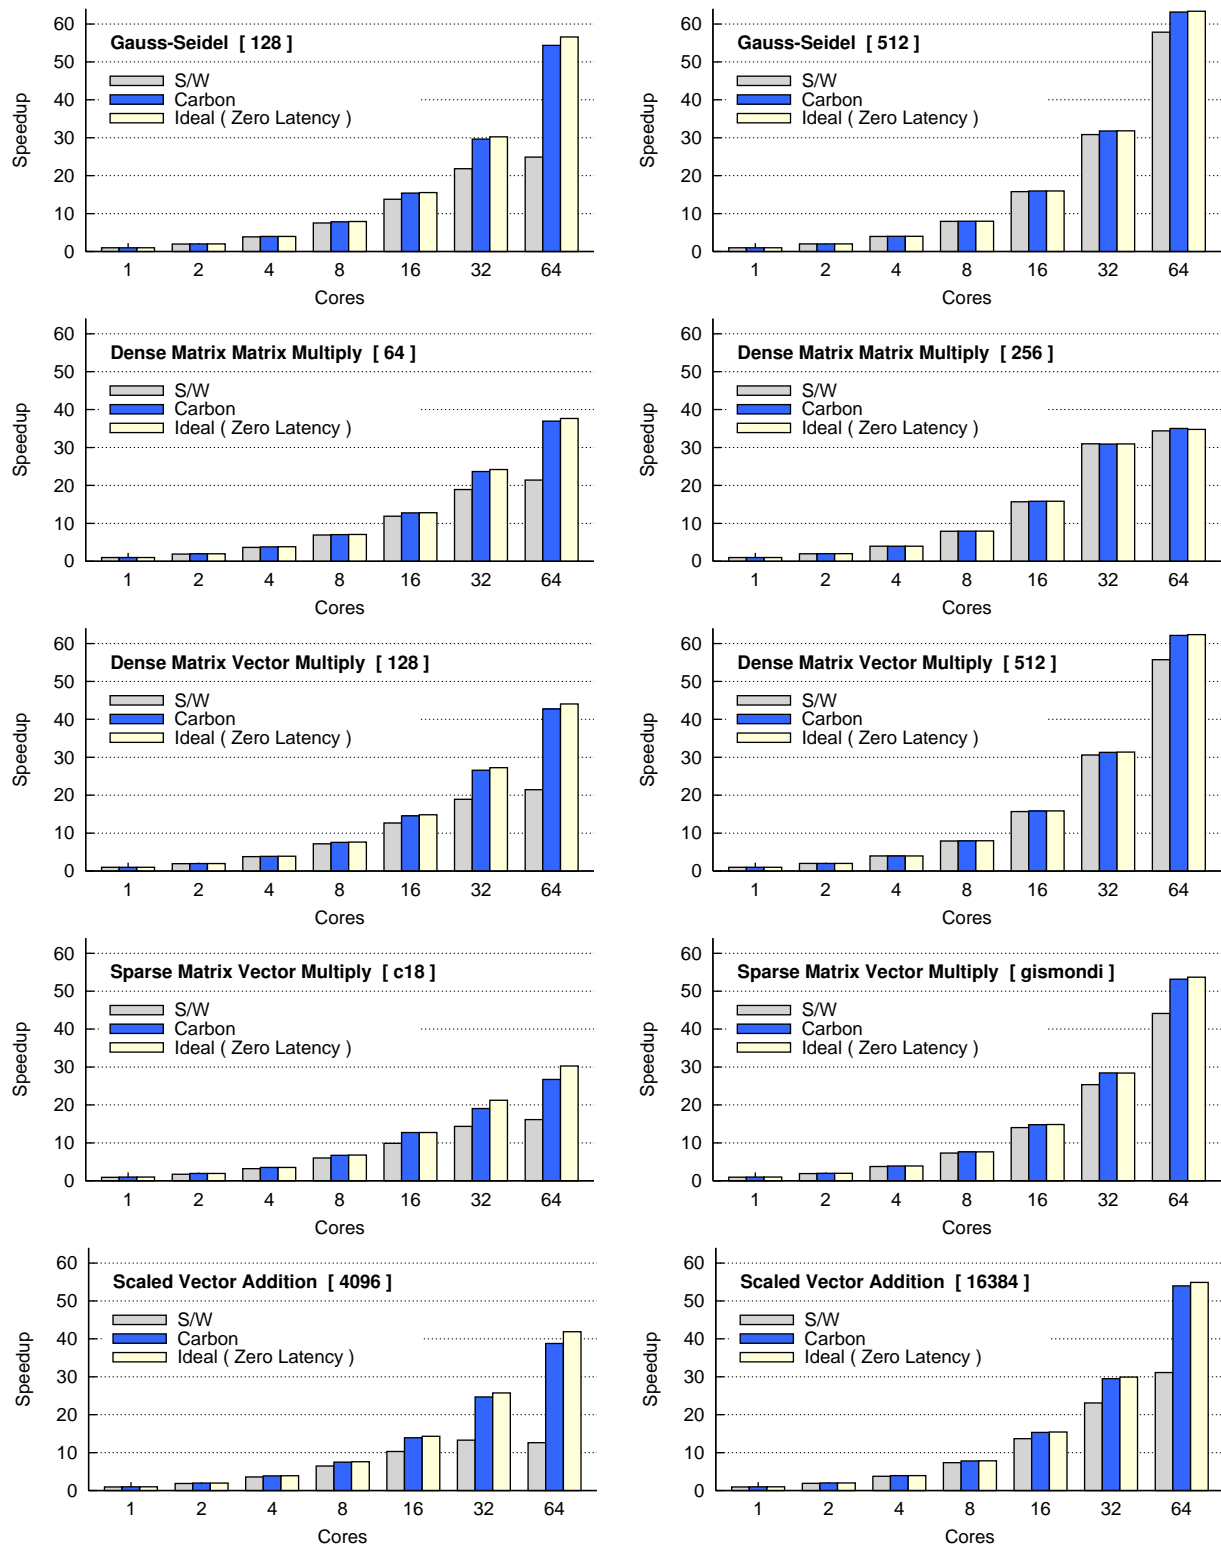 Gauss-Seidel [ 128 ]
S/W
Carbon
Ideal ( Zero Latency )
Speedup
60
50
40
30
20
10
0
1 2 4 8 16 32 64
Cores
Gauss-Seidel [ 512 ]
S/W
Carbon
Ideal ( Zero Latency )
Speedup
60
50
40
30
20
10
0
1 2 4 8 16 32 64
Cores
Dense Matrix Matrix Multiply [ 64 ]
S/W
Carbon
Ideal ( Zero Latency )
Speedup
60
50
40
30
20
10
0
1 2 4 8 16 32 64
Cores
Dense Matrix Matrix Multiply [ 256 ]
S/W
Carbon
Ideal ( Zero Latency )
Speedup
60
50
40
30
20
10
0
1 2 4 8 16 32 64
Cores
Dense Matrix Vector Multiply [ 128 ]
S/W
Carbon
Ideal ( Zero Latency )
Speedup
60
50
40
30
20
10
0
1 2 4 8 16 32 64
Cores
Dense Matrix Vector Multiply [ 512 ]
S/W
Carbon
Ideal ( Zero Latency )
Speedup
60
50
40
30
20
10
0
1 2 4 8 16 32 64
Cores
Sparse Matrix Vector Multiply [ c18 ]
S/W
Carbon
Ideal ( Zero Latency )
Speedup
60
50
40
30
20
10
0
1 2 4 8 16 32 64
Cores
Sparse Matrix Vector Multiply [ gismondi ]
S/W
Carbon
Ideal ( Zero Latency )
Speedup
60
50
40
30
20
10
0
1 2 4 8 16 32 64
Cores
Scaled Vector Addition [ 4096 ]
S/W
Carbon
Ideal ( Zero Latency )
Speedup
60
50
40
30
20
10
0
1 2 4 8 16 32 64
Cores
Scaled Vector Addition [ 16384 ]
S/W
Carbon
Ideal ( Zero Latency )
Speedup
60
50
40
30
20
10
0
1 2 4 8 16 32 64
Cores